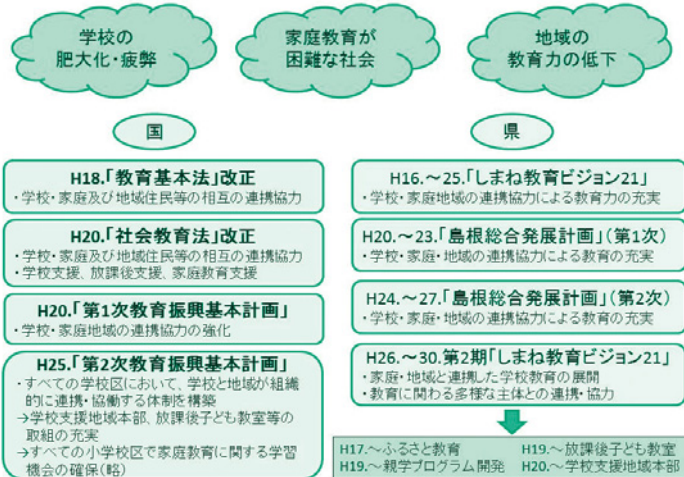 学校の
肥大化・疲弊
家庭教育が
困難な社会
地域の
教育力の低下
国
H18.「教育基本法」改正
・学校・家庭及び地域住民等の相互の連携協力
H20.「社会教育法」改正
・学校・家庭及び地域住民等の相互の連携協力
・学校支援、放課後支援、家庭教育支援
H20.「第1次教育振興基本計画」
・学校・家庭地域の連携協力の強化
H25.「第2次教育振興基本計画」
・すべての学校区において、学校と地域が組織
的に連携・協働する体制を構築
→学校支援地域本部、放課後子ども教室等の
取組の充実
→すべての小学校区で家庭教育に関する学習
機会の確保(略)
県
H16.～25.「しまね教育ビジョン21」
・学校・家庭地域の連携協力による教育力の充実
H20.～23.「島根総合発展計画」(第1次)
・学校・家庭・地域の連携協力による教育の充実
H24.～27.「島根総合発展計画」(第2次)
・学校・家庭・地域の連携協力による教育の充実
H26.～30.第2期「しまね教育ビジョン21」
・家庭・地域と連携した学校教育の展開
・教育に関わる多様な主体との連携・協力
H17.～ふるさと教育 H19.～放課後子ども教室
H19.～親学プログラム開発 H20.～学校支援地域本部